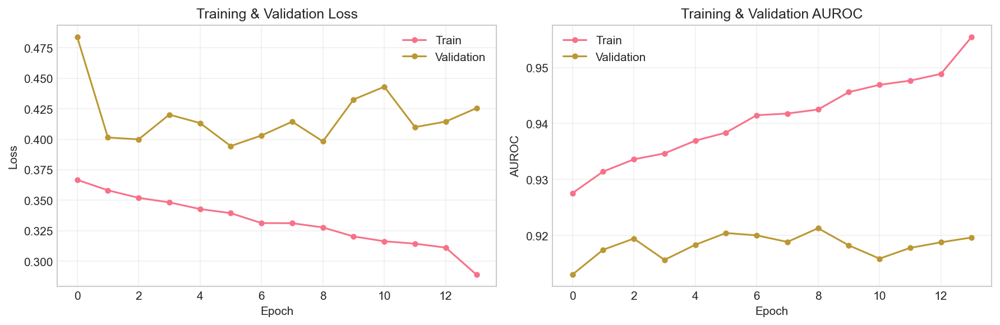 Training & Validation Loss
Train
Validation
0.475
0.450
0.425
0.400
0.375
0.350
0.325
0.300
Loss
0 2 4 6 8 10 12
Epoch
Training & Validation AUROC
Train
Validation
0.95
0.94
0.93
0.92
AUROC
0 2 4 6 8 10 12
Epoch